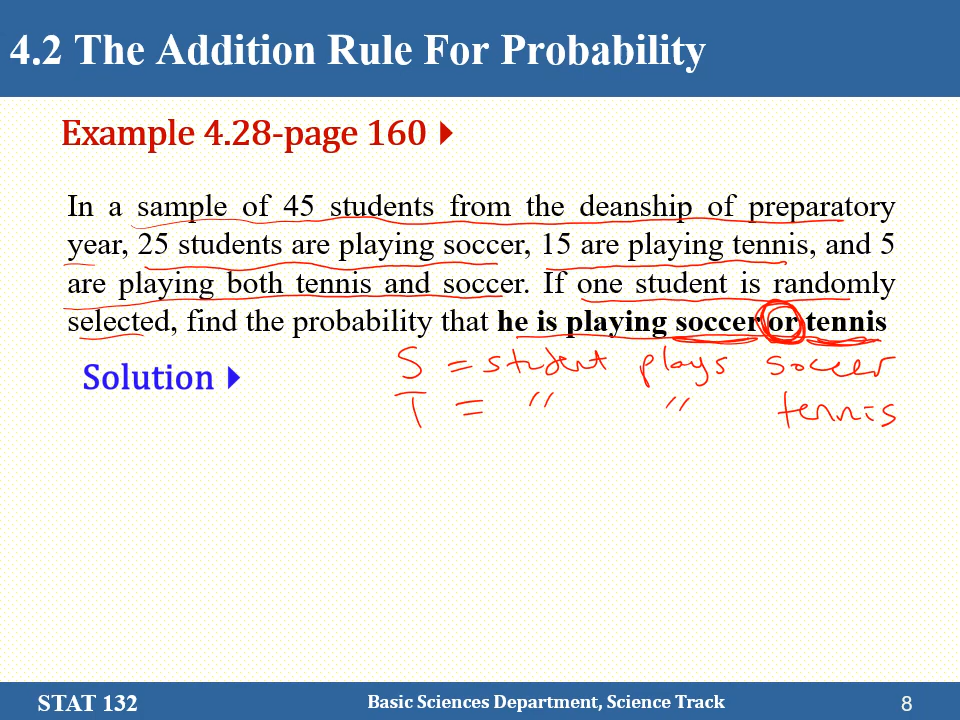 4.2 The Addition Rule For Probability
Example 4.28-page 160
In a sample of 45 students from the deanship of preparatory
year, 25 students are playing soccer, 15 are playing tennis, and 5
are playing both tennis and soccer. If one student is randomly
selected, find the probability that he is playing soccer or tennis
Solution
S = student plays soccer
T = " " tennis
STAT 132
Basic Sciences Department, Science Track
8